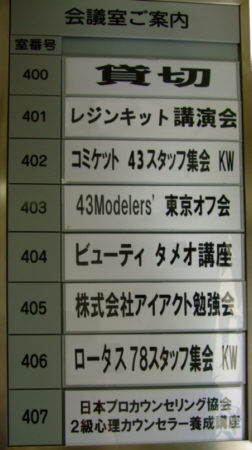 会議室ご案内
室番号
400 貸切
401 レジンキット 講演会
402 コミケット 43スタッフ集会 KW
403 43Modelers' 東京オフ会
404 ビューティ タメオ講座
405 株式会社アイアクト勉強会
406 ロータス78スタッフ集会 KW
407 日本プロカウンセリング協会
2級心理カウンセラー養成講座